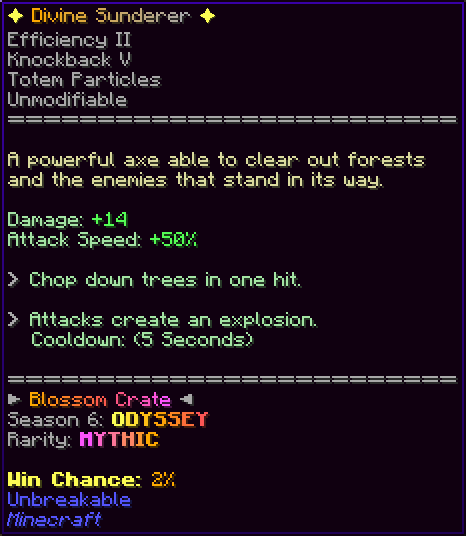 ✦ Divine Sunderer ✦
Efficiency II
Knockback V
Totem Particles
Unmodifiable
=============================
A powerful axe able to clear out forests
and the enemies that stand in its way.
Damage: +14
Attack Speed: +50%
> Chop down trees in one hit.
> Attacks create an explosion.
Cooldown: (5 Seconds)
=============================
► Blossom Crate ◄
Season 6: ODYSSEY
Rarity: MYTHIC
Win Chance: 2%
Unbreakable
Minecraft